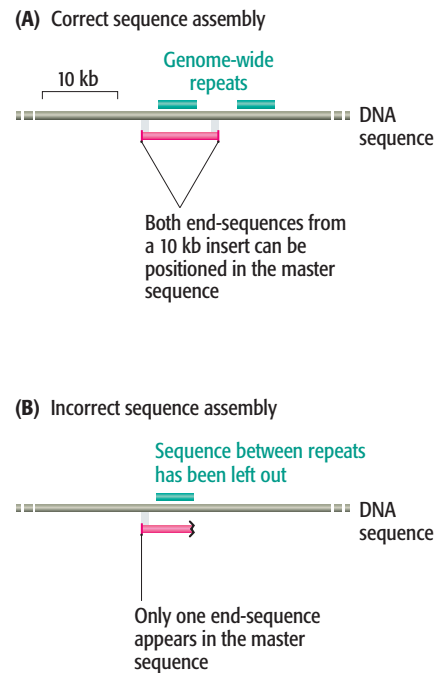 (A) Correct sequence assembly
Genome-wide
repeats
10 kb
DNA
sequence
Both end-sequences from
a 10 kb insert can be
positioned in the master
sequence
(B) Incorrect sequence assembly
Sequence between repeats
has been left out
DNA
sequence
Only one end-sequence
appears in the master
sequence